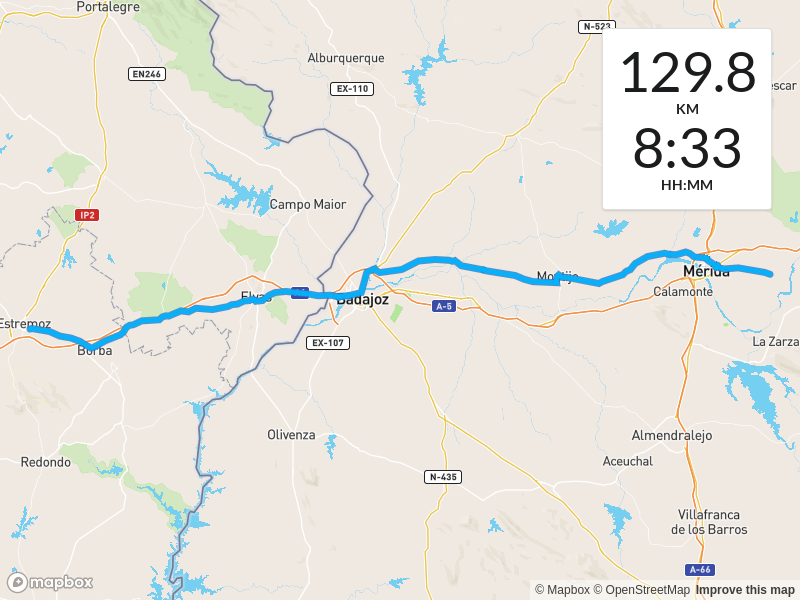 Portalegre
N-523
Alburquerque
EN246
EX-110
129.8
KM
8:33
HH:MM
escar
Campo Maior
IP2
Montijo
Mérida
Calamonte
Elvas
Badajoz
A-5
Estremoz
Borba
EX-107
La Zarza
Olivenza
Almendralejo
Redondo
Aceuchal
N-435
Villafranca
de los Barros
A-66
mapbox
© Mapbox © OpenStreetMap Improve this map